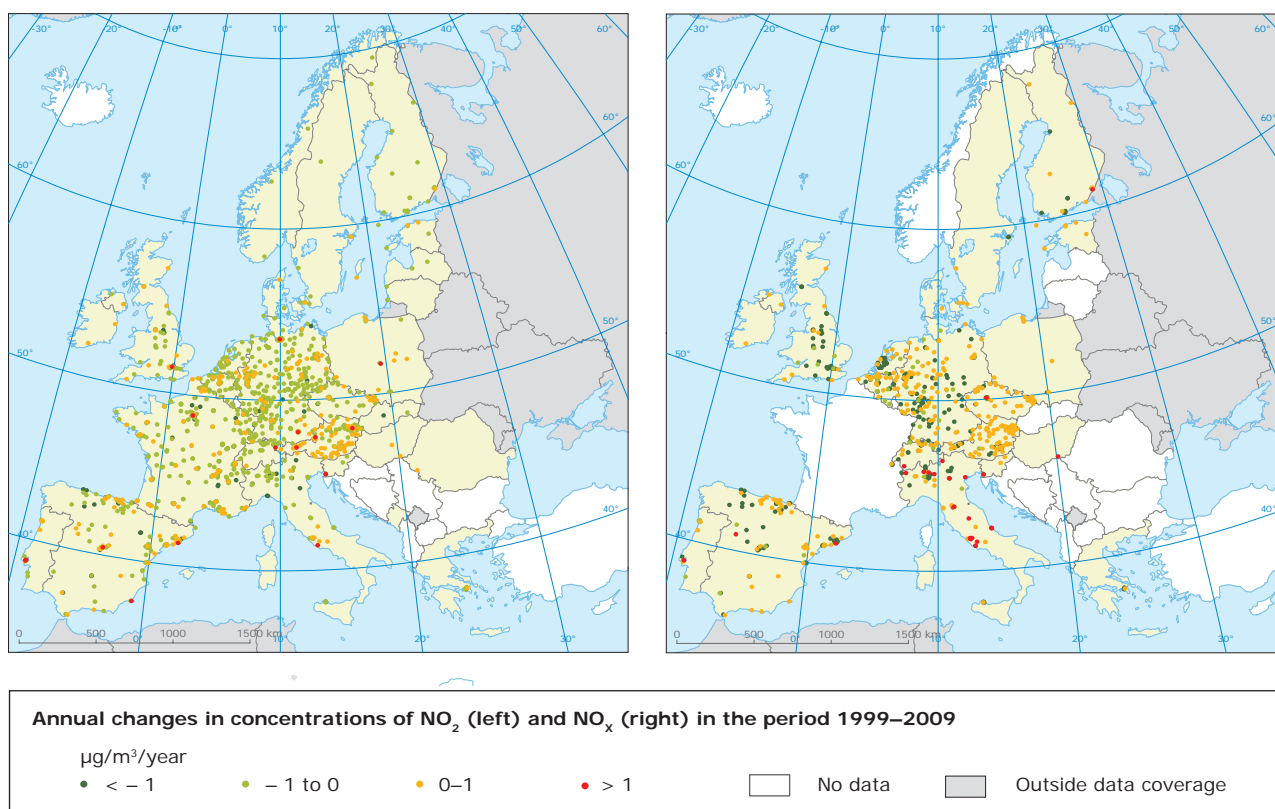 -30° -20° -10° 0° 10° 20° 30° 40° 50° 60°
-30° -20° -10° 0° 10° 20° 30° 40° 50° 60°
60°
60°
60°
60°
50°
50°
50°
50°
40°
40°
40°
40°
0 500 1000 1500 km
0 500 1000 1500 km
0° 10° 20° 30°
0° 10° 20° 30°
Annual changes in concentrations of NO₂ (left) and NOₓ (right) in the period 1999–2009
µg/m³/year
< – 1 – 1 to 0 0–1 > 1 No data Outside data coverage